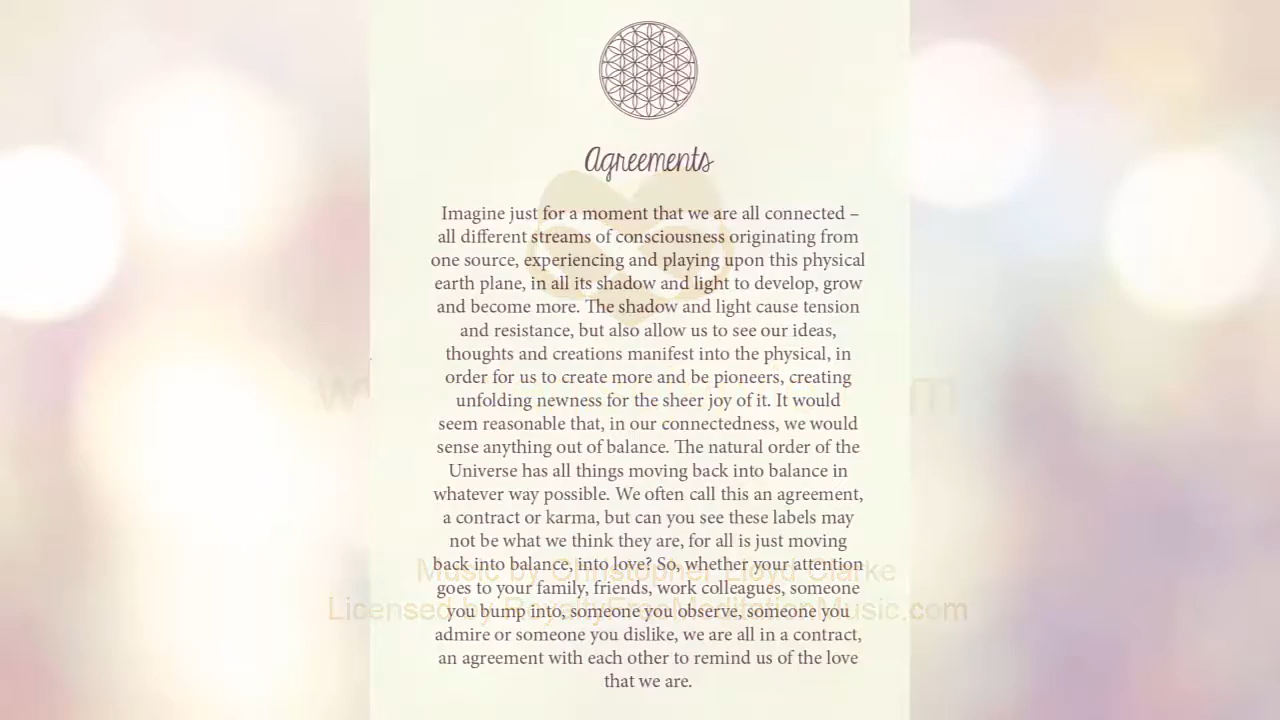 Agreements
Imagine just for a moment that we are all connected –
all different streams of consciousness originating from
one source, experiencing and playing upon this physical
earth plane, in all its shadow and light to develop, grow
and become more. The shadow and light cause tension
and resistance, but also allow us to see our ideas,
thoughts and creations manifest into the physical, in
order for us to create more and be pioneers, creating
unfolding newness for the sheer joy of it. It would
seem reasonable that, in our connectedness, we would
sense anything out of balance. The natural order of the
Universe has all things moving back into balance in
whatever way possible. We often call this an agreement,
a contract or karma, but can you see these labels may
not be what we think they are, for all is just moving
back into balance, into love? So, whether your attention
goes to your family, friends, work colleagues, someone
you bump into, someone you observe, someone you
admire or someone you dislike, we are all in a contract,
an agreement with each other to remind us of the love
that we are.
Music by Christopher Lloyd Clarke
Licensed by RoyaltyFreeMeditationMusic.com